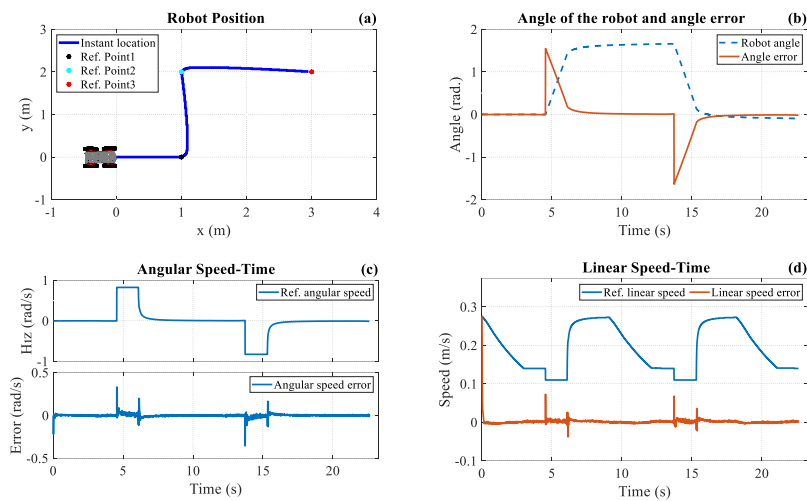 Robot Position (a)
Instant location
Ref. Point1
Ref. Point2
Ref. Point3
3
2
1
0
-1
y (m)
-1 0 1 2 3 4
x (m)
Angle of the robot and angle error (b)
Robot angle
Angle error
2
1
0
-1
-2
Angle (rad.)
0 5 10 15 20
Time (s)
Angular Speed-Time (c)
Ref. angular speed
1
0
-1
Hız (rad/s)
Angular speed error
0.5
0
-0.5
Error (rad/s)
0 5 10 15 20
Time (s)
Linear Speed-Time (d)
Ref. linear speed Linear speed error
0.3
0.2
0.1
0
-0.1
Speed (m/s)
0 5 10 15 20
Time (s)